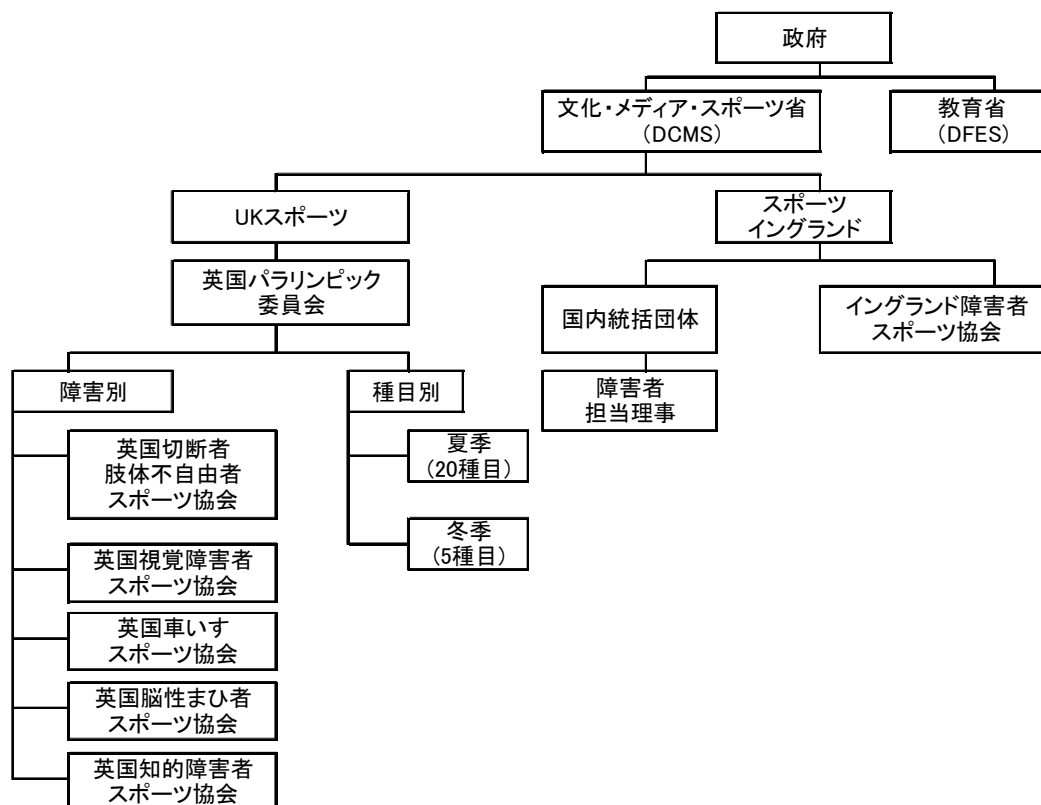 政府
文化・メディア・スポーツ省
(DCMS)
教育省
(DFES)
UKスポーツ
スポーツ
イングランド
英国パラリンピック
委員会
国内統括団体
イングランド障害者
スポーツ協会
障害別
種目別
障害者
担当理事
英国切断者
肢体不自由者
スポーツ協会
夏季
(20種目)
冬季
(5種目)
英国視覚障害者
スポーツ協会
英国車いす
スポーツ協会
英国脳性まひ者
スポーツ協会
英国知的障害者
スポーツ協会